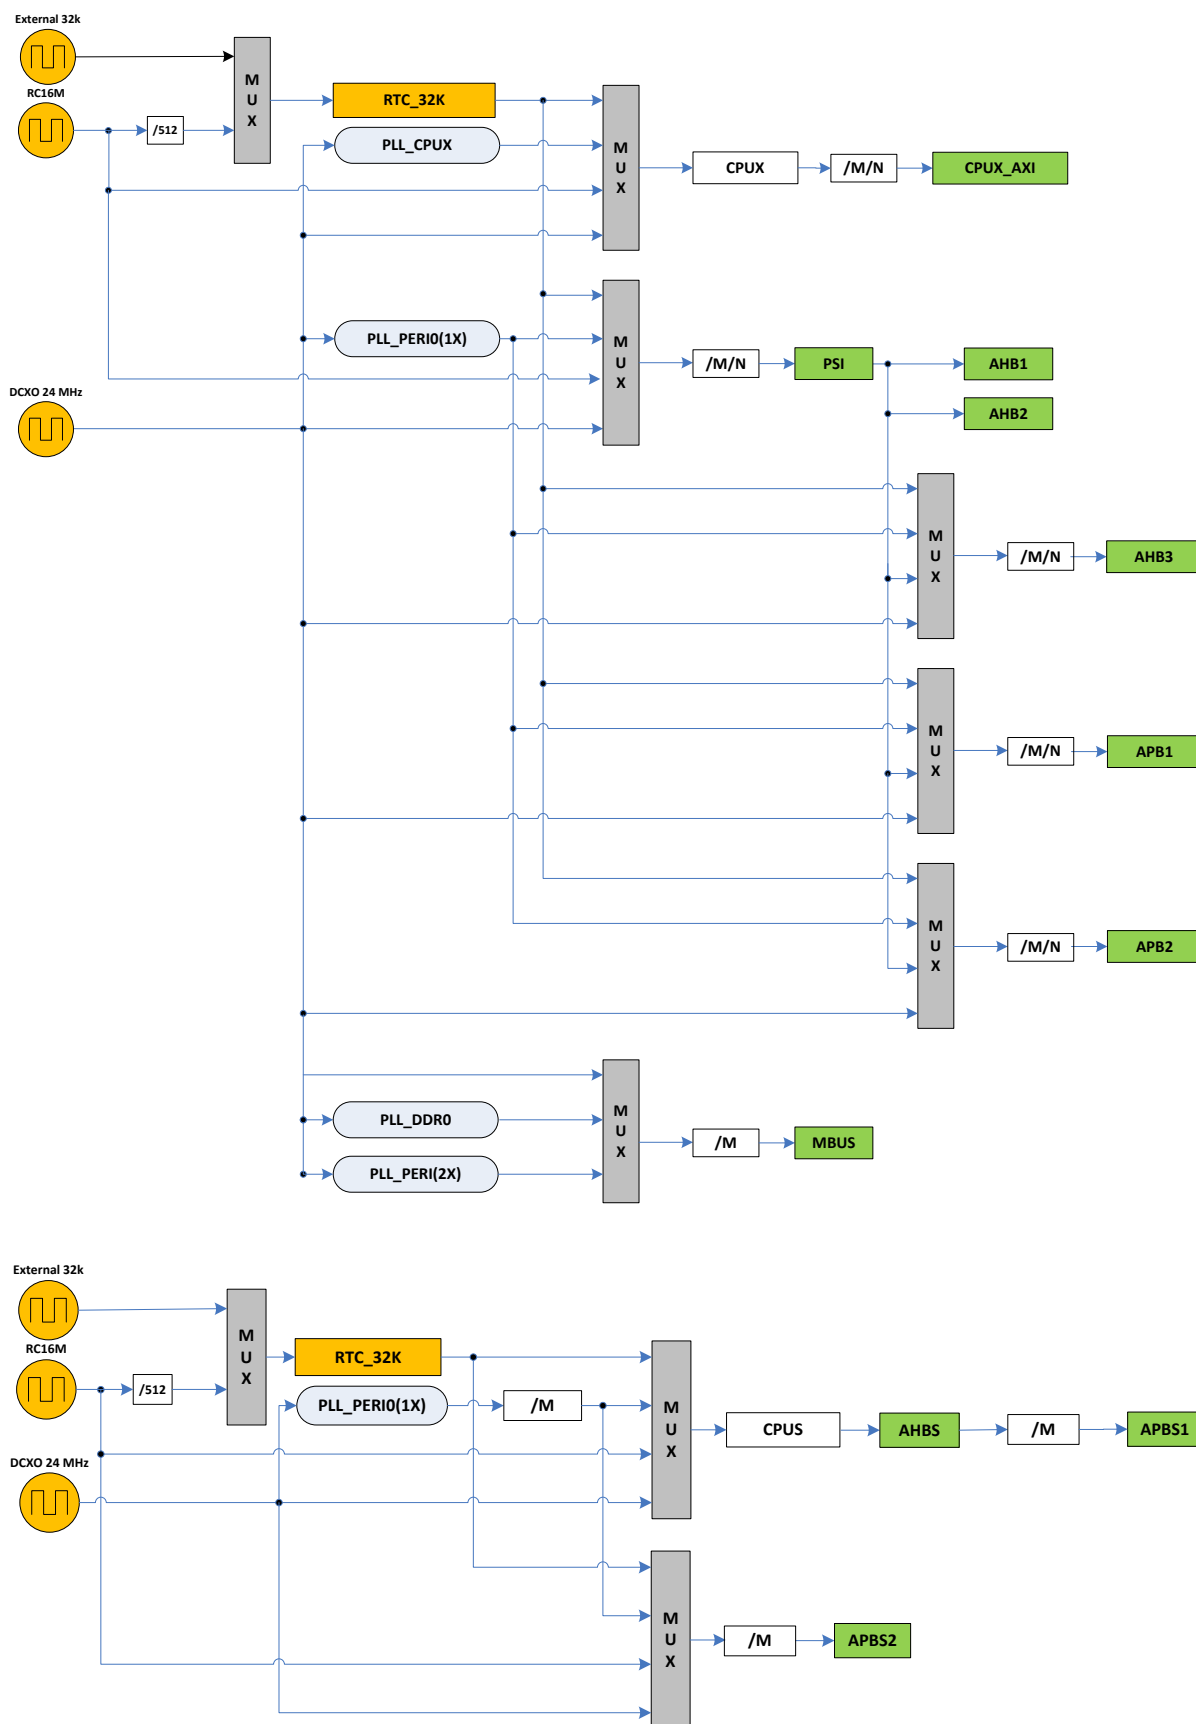 External 32k
M
U
X
RC16M
/512
RTC_32K
PLL_CPUX
M
U
X
CPUX
/M/N
CPUX_AXI
PLL_PERI0(1X)
M
U
X
/M/N
PSI
AHB1
DCXO 24 MHz
AHB2
M
U
X
/M/N
AHB3
M
U
X
/M/N
APB1
M
U
X
/M/N
APB2
PLL_DDR0
PLL_PERI(2X)
M
U
X
/M
MBUS
External 32k
M
U
X
RC16M
/512
RTC_32K
PLL_PERI0(1X)
/M
M
U
X
CPUS
AHBS
/M
APBS1
DCXO 24 MHz
M
U
X
/M
APBS2